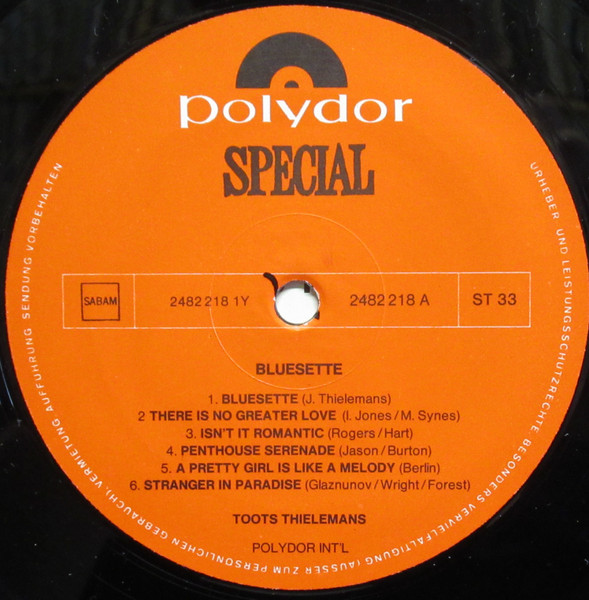 polydor
SPECIAL
SABAM 2482 218 1Y 2482 218 A ST 33
BLUESETTE
1. BLUESETTE (J. Thielemans)
2 THERE IS NO GREATER LOVE (I. Jones / M. Synes)
3. ISN'T IT ROMANTIC (Rogers / Hart)
4. PENTHOUSE SERENADE (Jason / Burton)
5. A PRETTY GIRL IS LIKE A MELODY (Berlin)
6. STRANGER IN PARADISE (Glaznunov / Wright / Forest)
TOOTS THIELEMANS
POLYDOR INT'L
URHEBER- UND LEISTUNGSSCHUTZRECHTE BESONDERS VERVIELFÄLTIGUNG (AUSSER ZUM PERSÖNLICHEN GEBRAUCH), VERMIETUNG AUFFÜHRUNG SENDUNG VORBEHALTEN